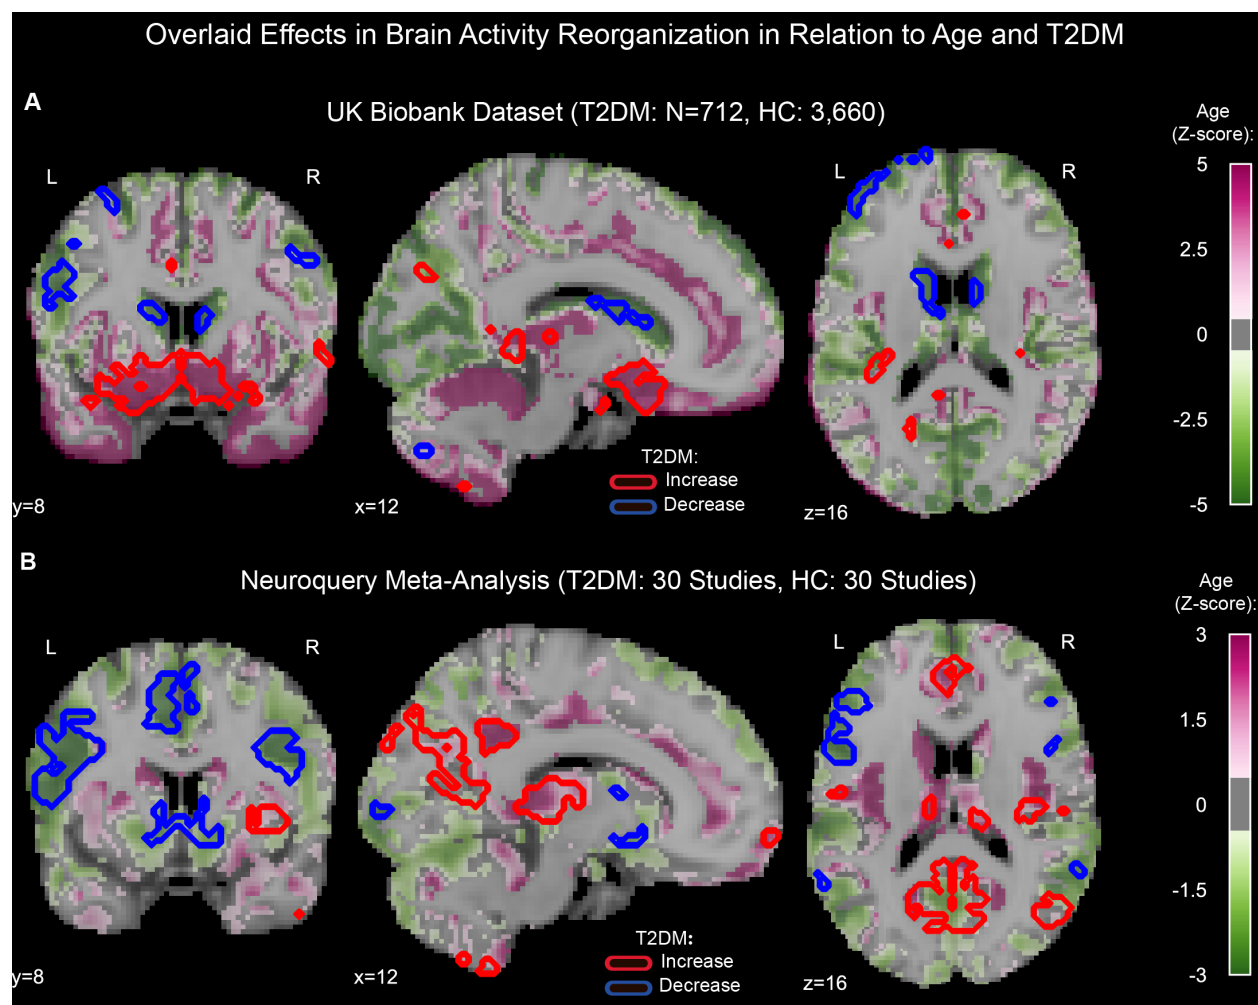 Overlaid Effects in Brain Activity Reorganization in Relation to Age and T2DM
A
UK Biobank Dataset (T2DM: N=712, HC: 3,660)
Age
(Z-score):
L
R
L
R
5
2.5
0
-2.5
-5
T2DM:
Increase
Decrease
y=8
x=12
z=16
B
Neuroquery Meta-Analysis (T2DM: 30 Studies, HC: 30 Studies)
Age
(Z-score):
L
R
L
R
3
1.5
0
-1.5
-3
T2DM:
Increase
Decrease
y=8
x=12
z=16